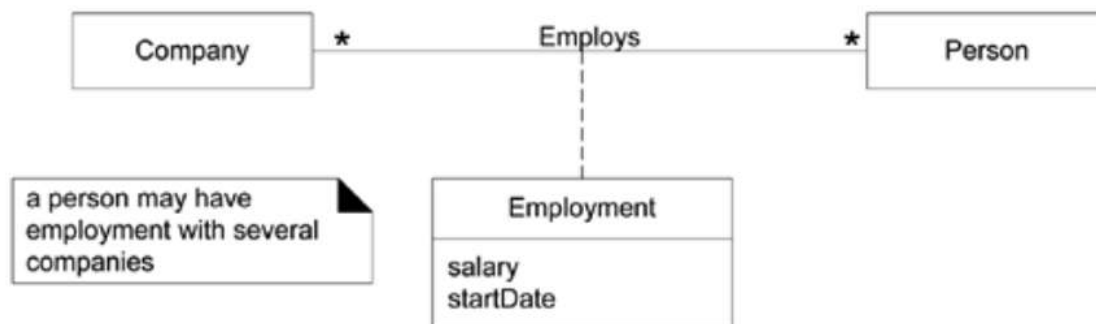 Company
*
Employs
*
Person
a person may have
employment with several
companies
Employment
salary
startDate